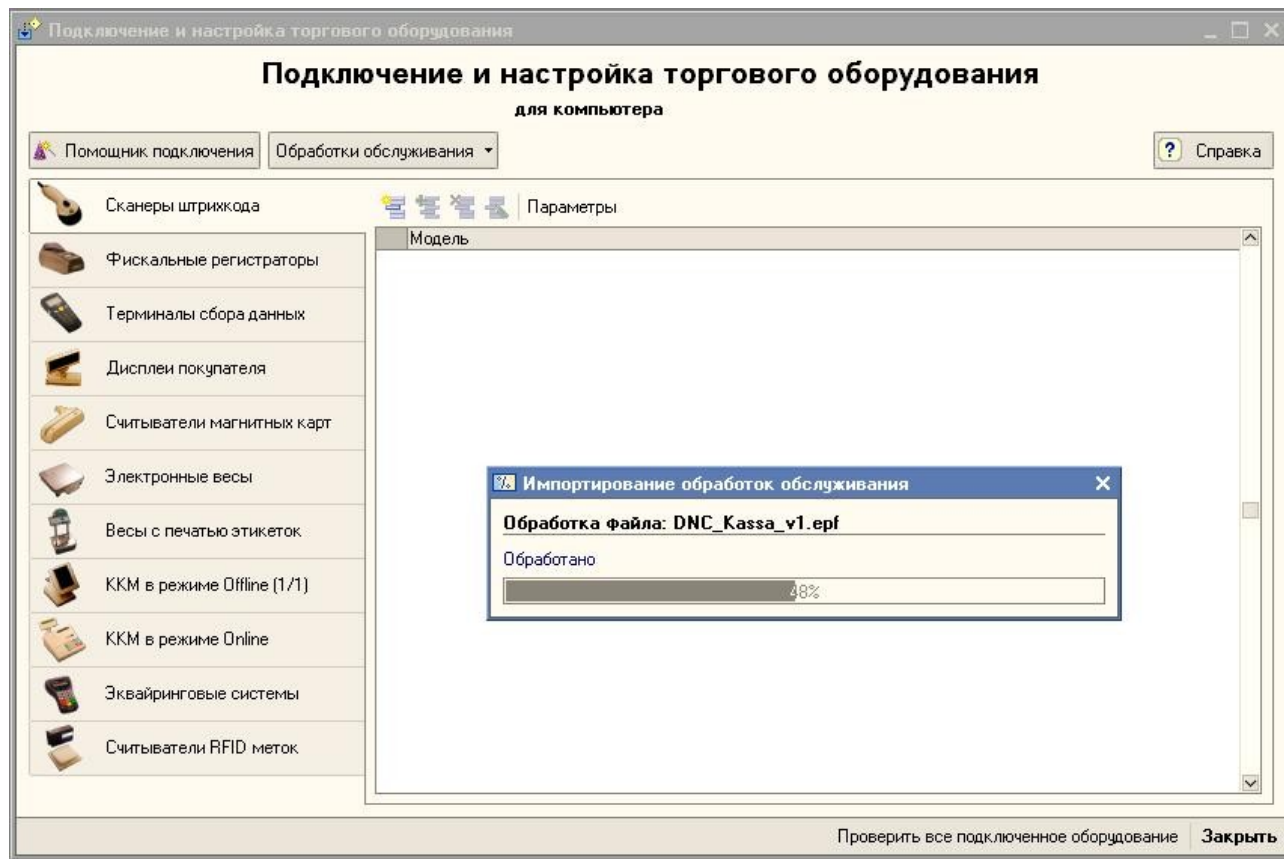 Подключение и настройка торгового оборудования
Подключение и настройка торгового оборудования
для компьютера
Помощник подключения
Обработки обслуживания
Справка
Сканеры штрихкода
Параметры
Модель
Фискальные регистраторы
Терминалы сбора данных
Дисплеи покупателя
Считыватели магнитных карт
Электронные весы
Импортирование обработок обслуживания
Обработка файла: DNC_Kassa_v1.epf
Весы с печатью этикеток
Обработано
ККМ в режиме Offline (1/1)
48%
ККМ в режиме Online
Эквайринговые системы
Считыватели RFID меток
Проверить все подключенное оборудование
Закрыть